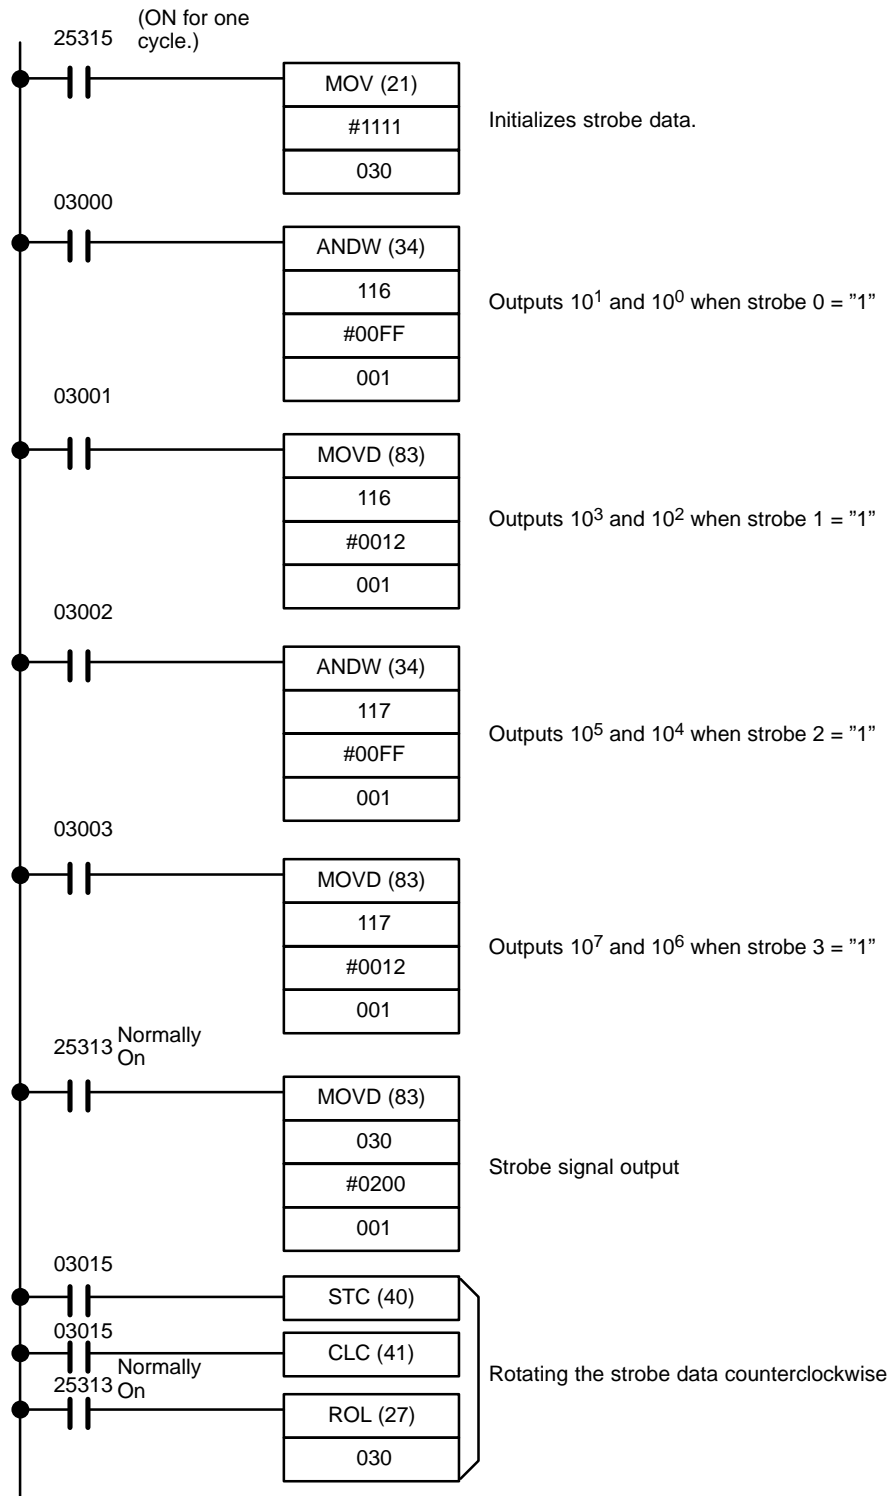 (ON for one
25315 cycle.)
MOV (21)
#1111
030
Initializes strobe data.
03000
ANDW (34)
116
#00FF
001
Outputs 10¹ and 10⁰ when strobe 0 = ”1”
03001
MOVD (83)
116
#0012
001
Outputs 10³ and 10² when strobe 1 = ”1”
03002
ANDW (34)
117
#00FF
001
Outputs 10⁵ and 10⁴ when strobe 2 = ”1”
03003
MOVD (83)
117
#0012
001
Outputs 10⁷ and 10⁶ when strobe 3 = ”1”
25313 Normally
On
MOVD (83)
030
#0200
001
Strobe signal output
03015
STC (40)
03015
CLC (41)
Normally
25313 On
ROL (27)
030
Rotating the strobe data counterclockwise